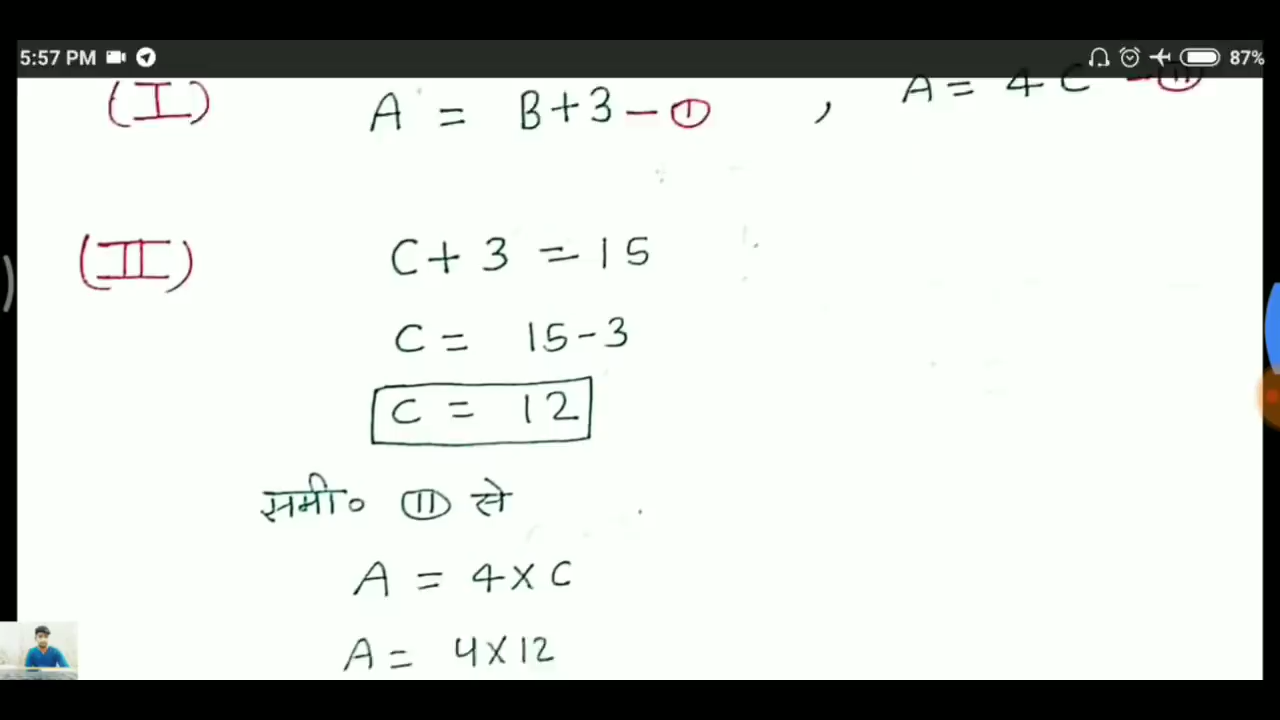 5:57 PM 87%
(I) A = B+3 – ① , A = 4C – ⑪
(II) C + 3 = 15
C = 15 - 3
C = 12
समी० ⑪ से
A = 4 × C
A = 4 × 12